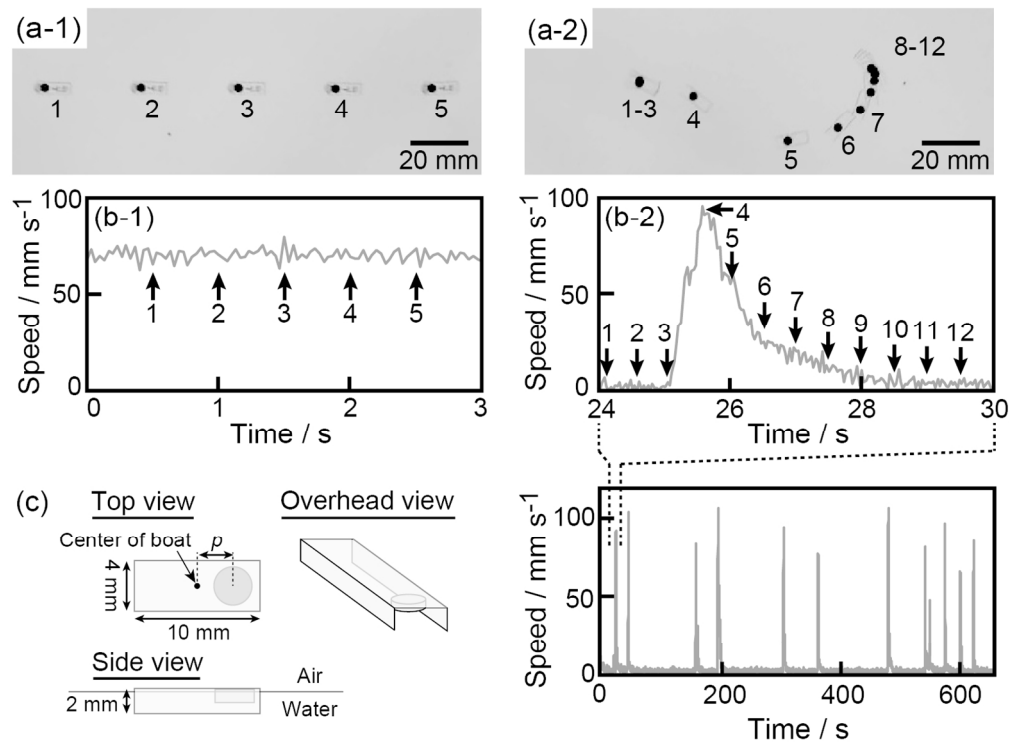 (a-1)
1 2 3 4 5
20 mm
(a-2)
8-12
1-3 4 5 6 7
20 mm
(b-1)
100
50
0
Speed / mm s-1
1 2 3 4 5
0 1 2 3
Time / s
(b-2)
100
50
0
Speed / mm s-1
1 2 3 4 5 6 7 8 9 10 11 12
24 26 28 30
Time / s
100
50
0
Speed / mm s-1
0 200 400 600
Time / s
(c)
Top view
Center of boat
p
4 mm
10 mm
Overhead view
Side view
2 mm
Air
Water